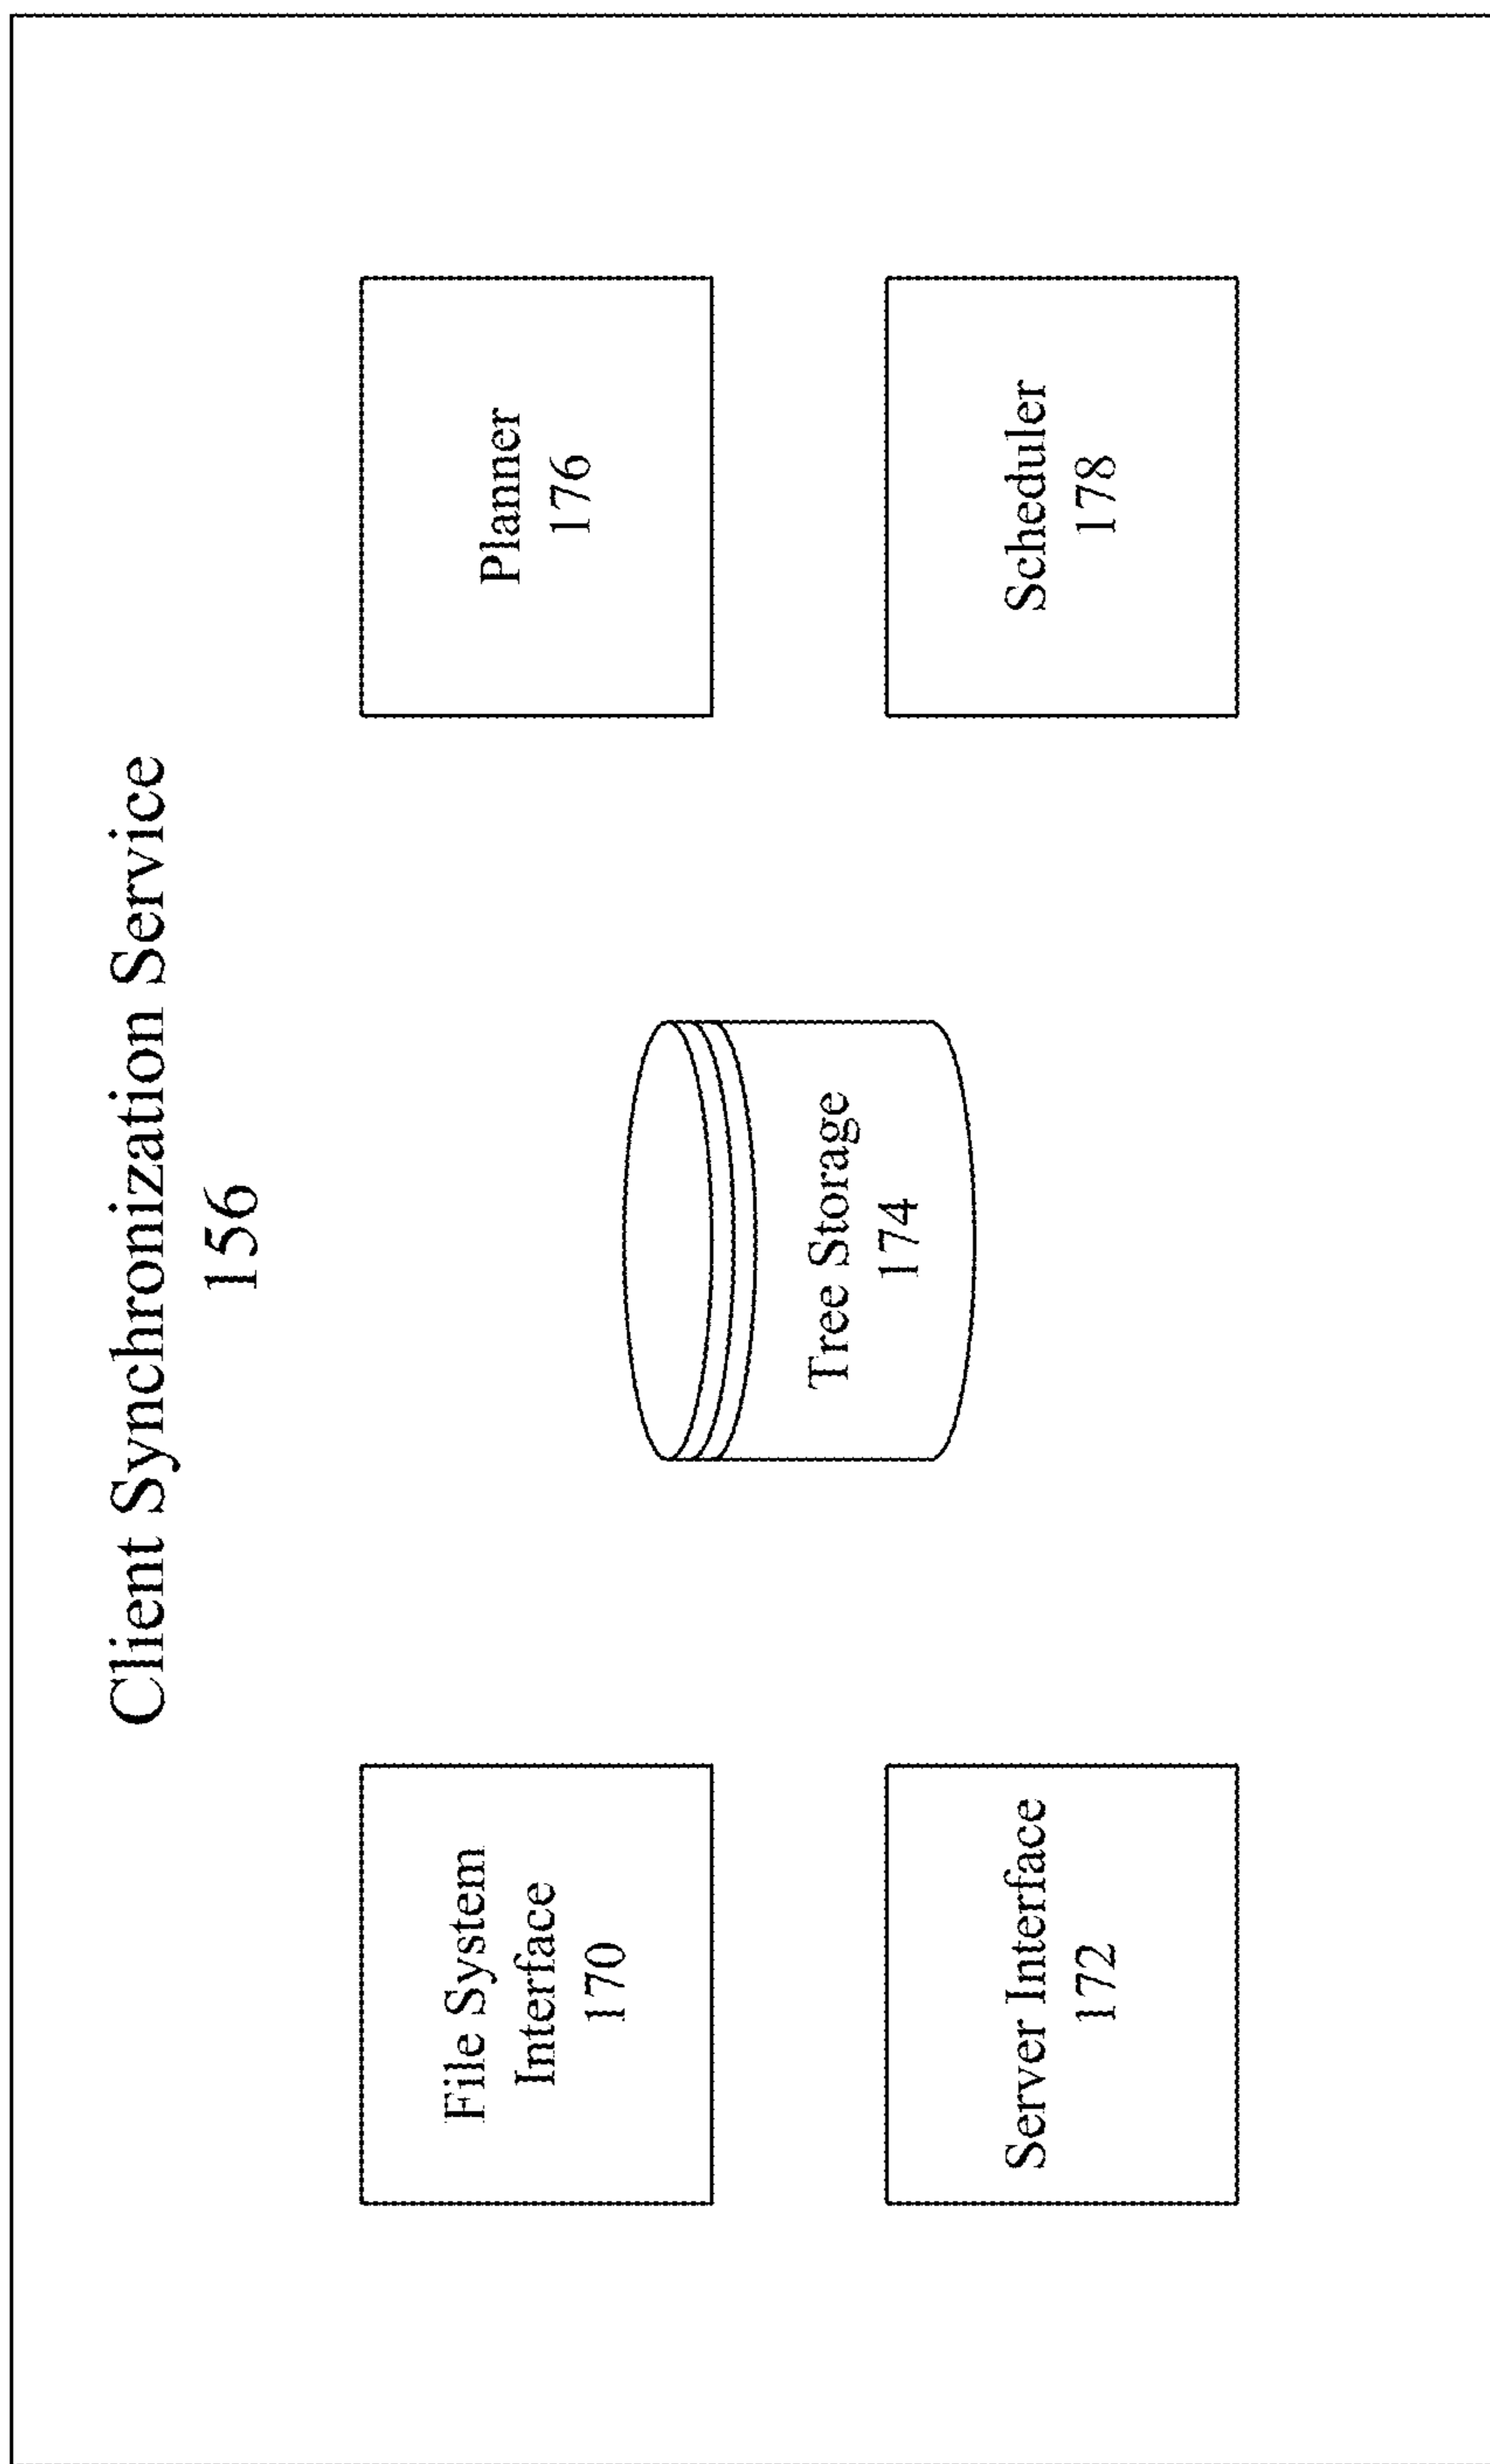 Client Synchronization Service
156
File System
Interface
170
Server Interface
172
Tree Storage
174
Planner
176
Scheduler
178